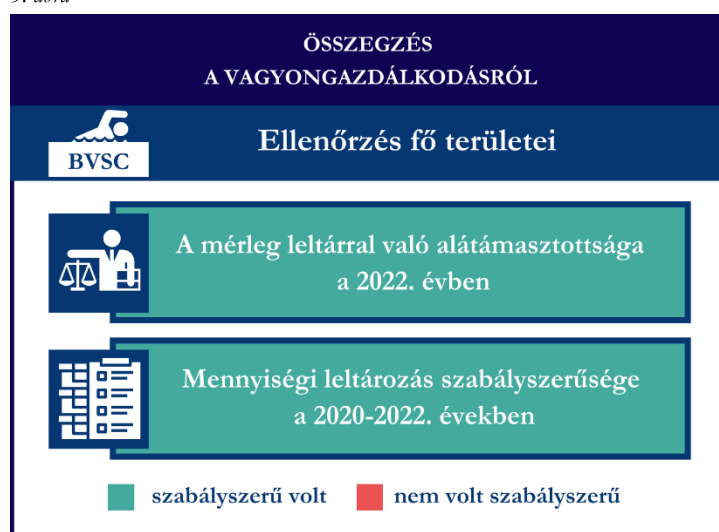 ÖSSZEGZÉS
A VAGYONGAZDÁLKODÁSRÓL
BVSC
Ellenőrzés fő területei
A mérleg leltárral való alátámasztottsága
a 2022. évben
Mennyiségi leltározás szabályszerűsége
a 2020-2022. években
szabályszerű volt
nem volt szabályszerű